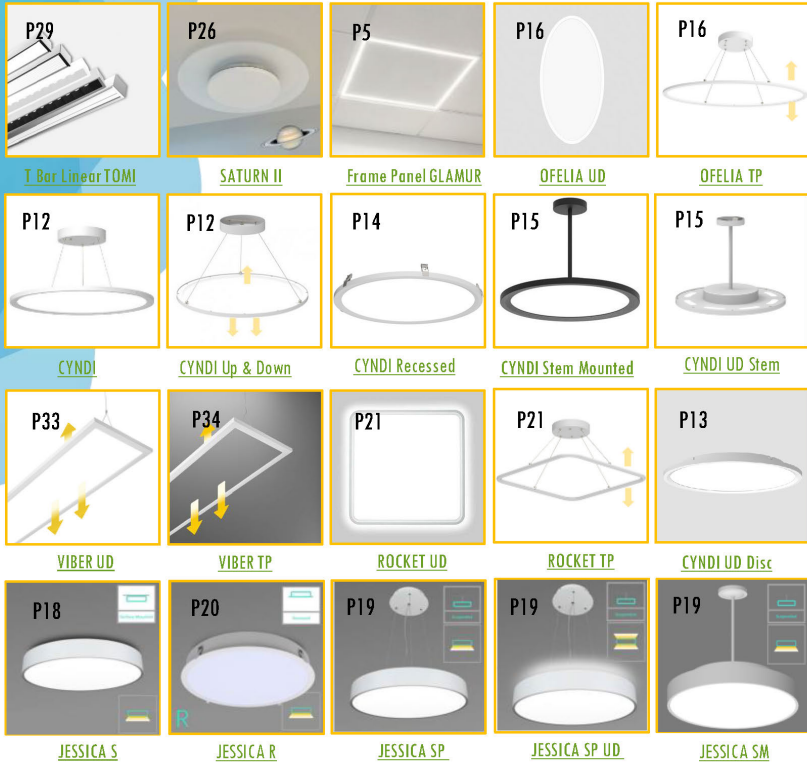 P29
P26
P5
P16
P16
T Bar Linear TOMI
SATURN II
Frame Panel GLAMUR
OFELIA UD
OFELIA TP
P12
P12
P14
P15
P15
CYNDI
CYNDI Up & Down
CYNDI Recessed
CYNDI Stem Mounted
CYNDI UD Stem
P33
P34
P21
P21
P13
VIBER UD
VIBER TP
ROCKET UD
ROCKET TP
CYNDI UD Disc
P18
P20
P19
P19
P19
R
JESSICA S
JESSICA R
JESSICA SP
JESSICA SP UD
JESSICA SM